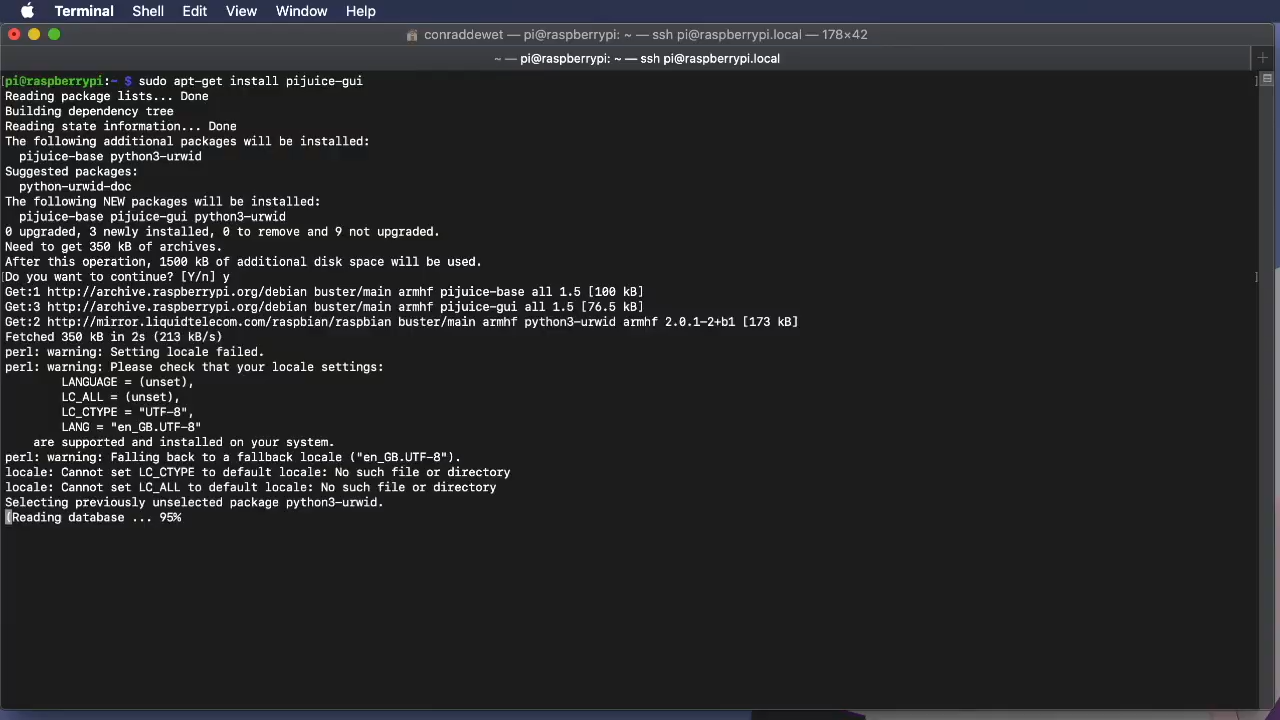 Terminal Shell Edit View Window Help
conraddewet — pi@raspberrypi: ~ — ssh pi@raspberrypi.local — 178×42
~ — pi@raspberrypi: ~ — ssh pi@raspberrypi.local
[pi@raspberrypi:~ $ sudo apt-get install pijuice-gui ]
Reading package lists... Done
Building dependency tree
Reading state information... Done
The following additional packages will be installed:
  pijuice-base python3-urwid
Suggested packages:
  python-urwid-doc
The following NEW packages will be installed:
  pijuice-base pijuice-gui python3-urwid
0 upgraded, 3 newly installed, 0 to remove and 9 not upgraded.
Need to get 350 kB of archives.
After this operation, 1500 kB of additional disk space will be used.
[Do you want to continue? [Y/n] y ]
Get:1 http://archive.raspberrypi.org/debian buster/main armhf pijuice-base all 1.5 [100 kB]
Get:3 http://archive.raspberrypi.org/debian buster/main armhf pijuice-gui all 1.5 [76.5 kB]
Get:2 http://mirror.liquidtelecom.com/raspbian/raspbian buster/main armhf python3-urwid armhf 2.0.1-2+b1 [173 kB]
Fetched 350 kB in 2s (213 kB/s)
perl: warning: Setting locale failed.
perl: warning: Please check that your locale settings:
        LANGUAGE = (unset),
        LC_ALL = (unset),
        LC_CTYPE = "UTF-8",
        LANG = "en_GB.UTF-8"
    are supported and installed on your system.
perl: warning: Falling back to a fallback locale ("en_GB.UTF-8").
locale: Cannot set LC_CTYPE to default locale: No such file or directory
locale: Cannot set LC_ALL to default locale: No such file or directory
Selecting previously unselected package python3-urwid.
(Reading database ... 95%